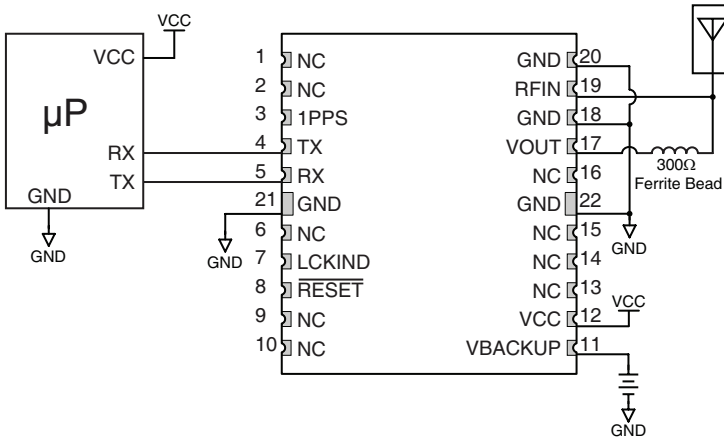 VCC
VCC
µP
RX
TX
GND
GND
1 NC
2 NC
3 1PPS
4 TX
5 RX
21 GND
GND
6 NC
7 LCKIND
8 RESET
9 NC
10 NC
GND 20
RFIN 19
GND 18
VOUT 17
NC 16
GND 22
NC 15
NC 14
NC 13
VCC 12
VBACKUP 11
300Ω
Ferrite Bead
GND
VCC
GND